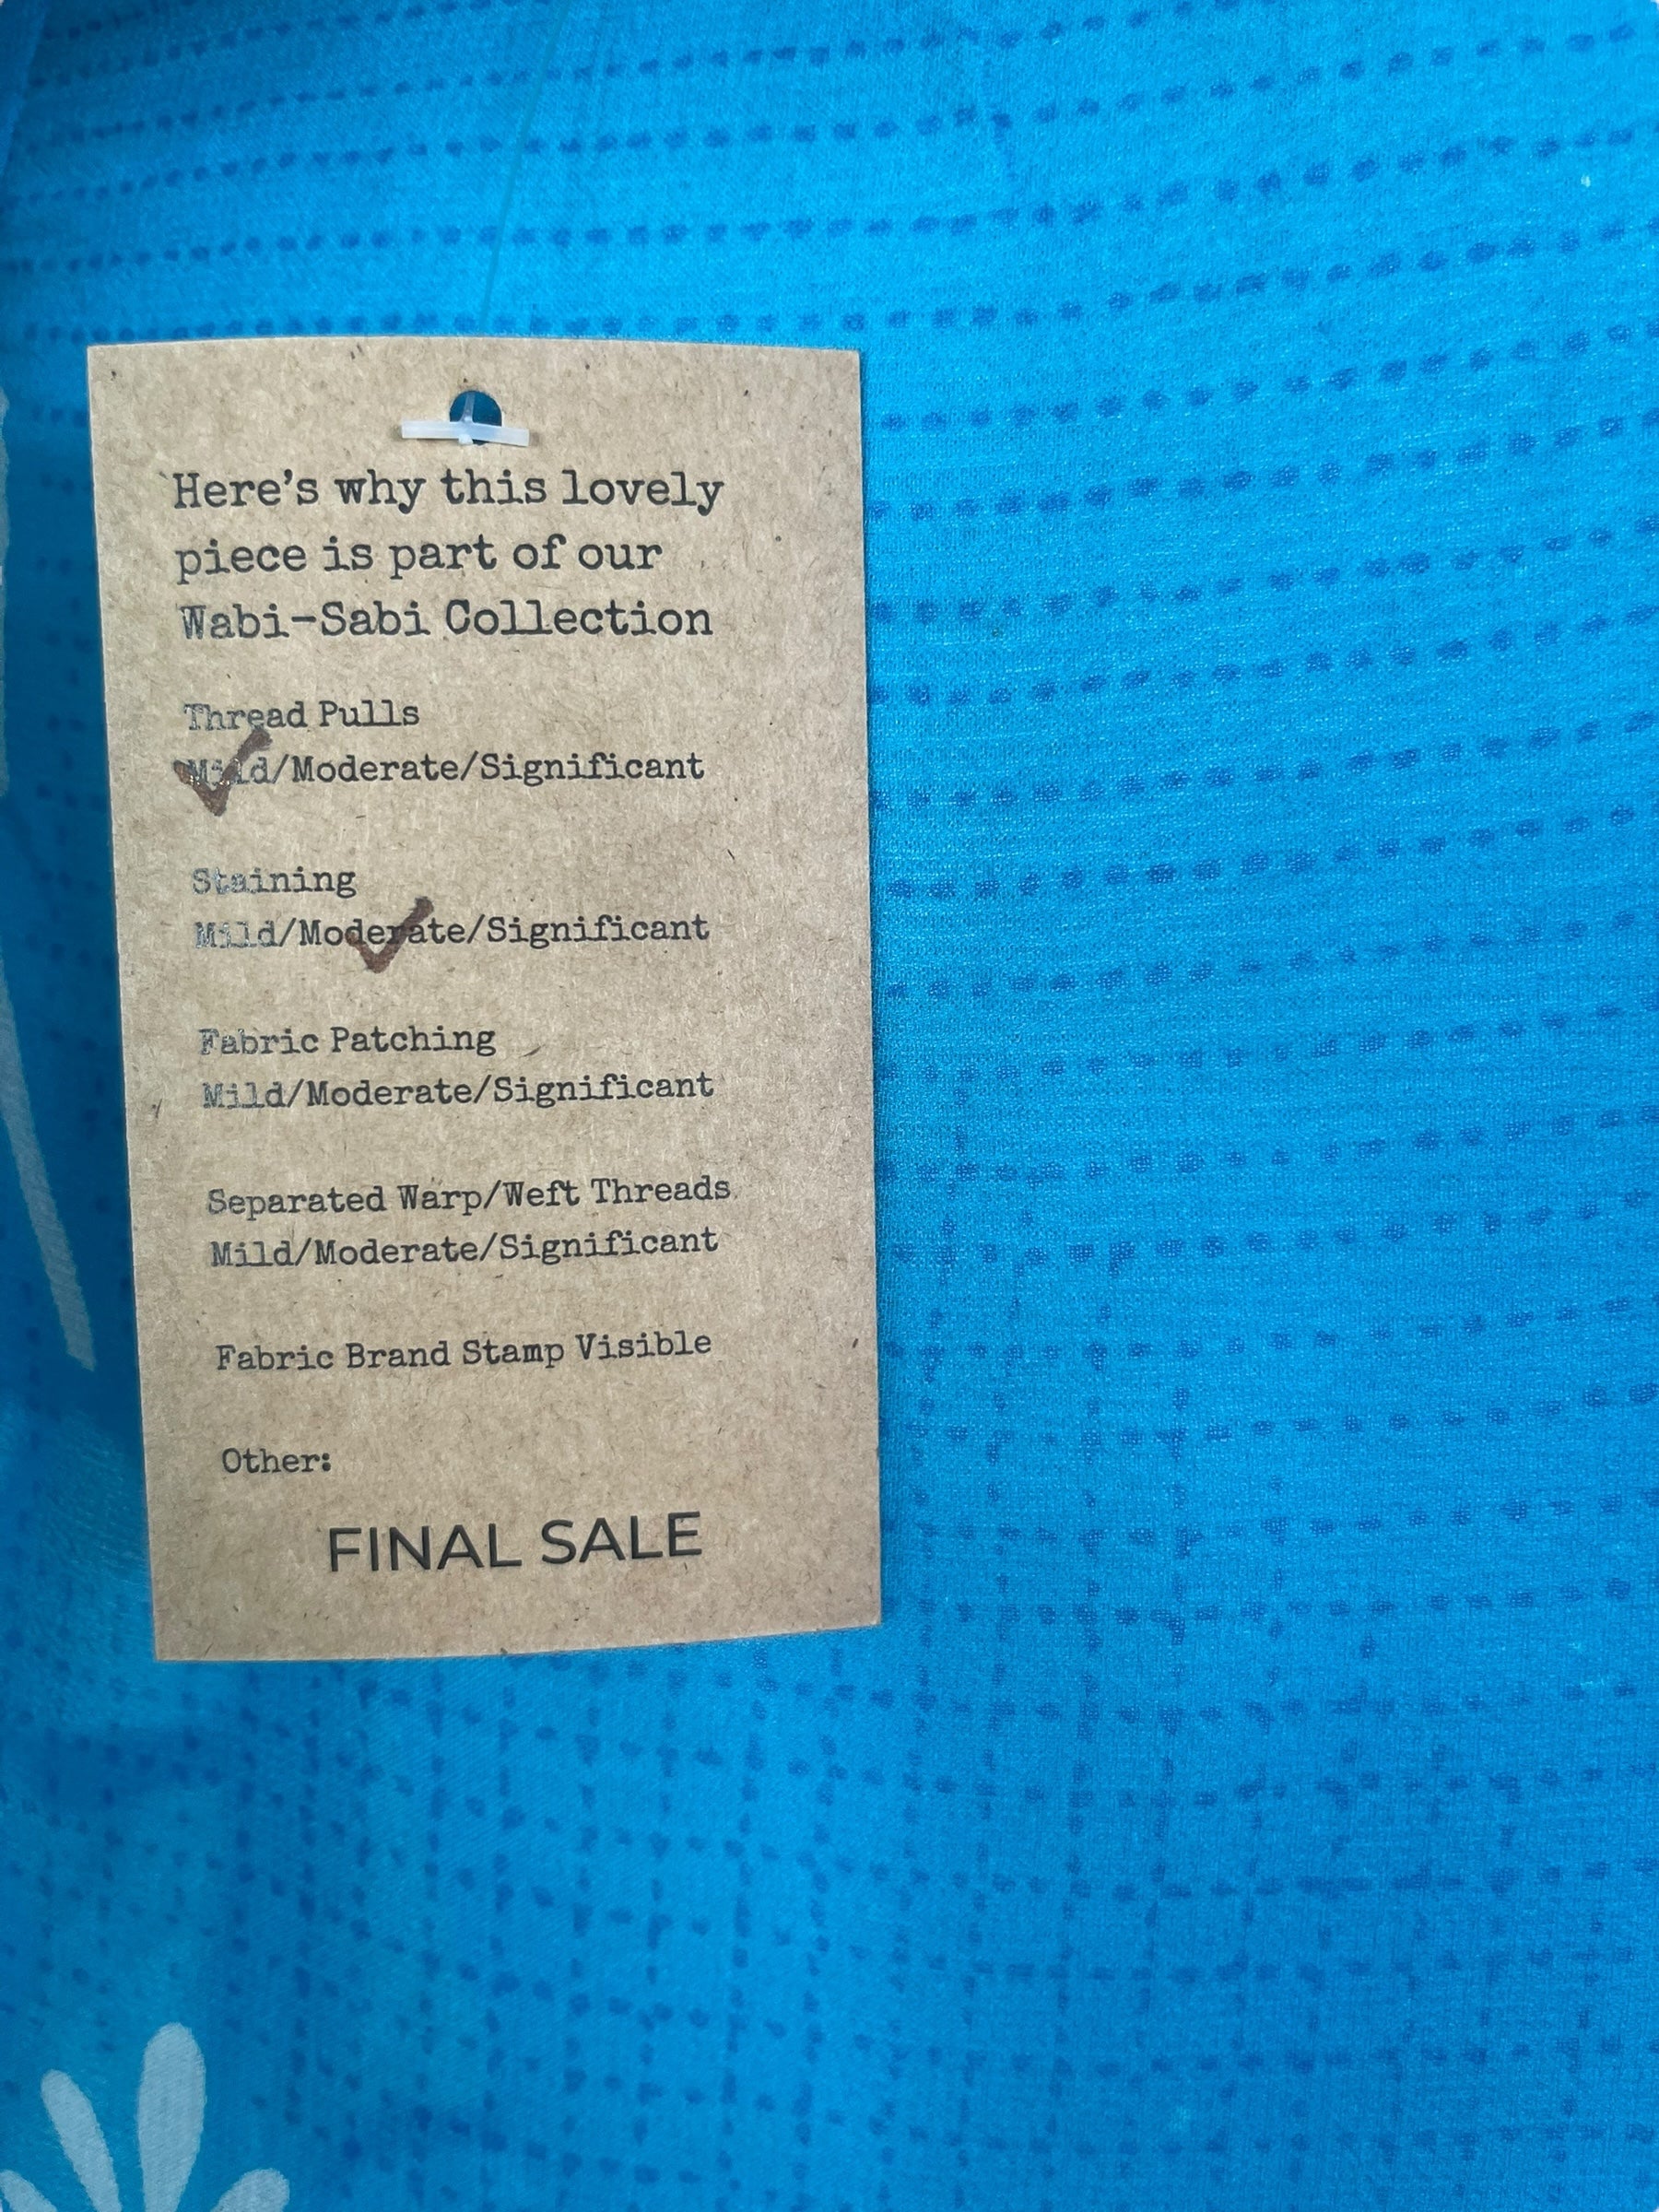 Here's why this lovely
piece is part of our
Wabi-Sabi Collection
Thread Pulls
Mild/Moderate/Significant
Staining
Mild/Moderate/Significant
Fabric Patching
Mild/Moderate/Significant
Separated Warp/Weft Threads
Mild/Moderate/Significant
Fabric Brand Stamp Visible
Other:
FINAL SALE